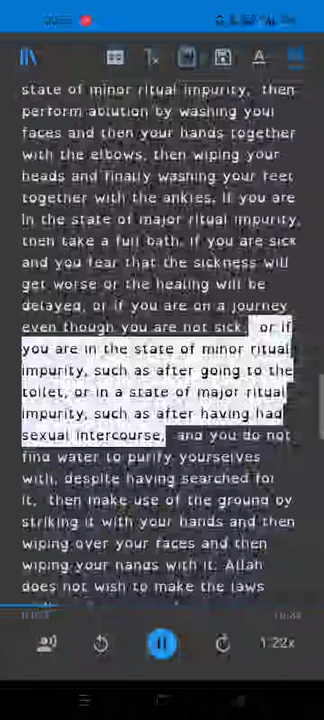 state of minor ritual impurity, then
perform ablution by washing your
faces and then your hands together
with the elbows, then wiping your
heads and finally washing your feet
together with the ankles. If you are
in the state of major ritual impurity,
then take a full bath. If you are sick
and you fear that the sickness will
get worse or the healing will be
delayed, or if you are on a journey
even though you are not sick, or if
you are in the state of minor ritual
impurity, such as after going to the
toilet, or in a state of major ritual
impurity, such as after having had
sexual intercourse, and you do not
find water to purify yourselves
with, despite having searched for
it, then make use of the ground by
striking it with your hands and then
wiping over your faces and then
wiping your hands with it. Allah
does not wish to make the laws
1.22x